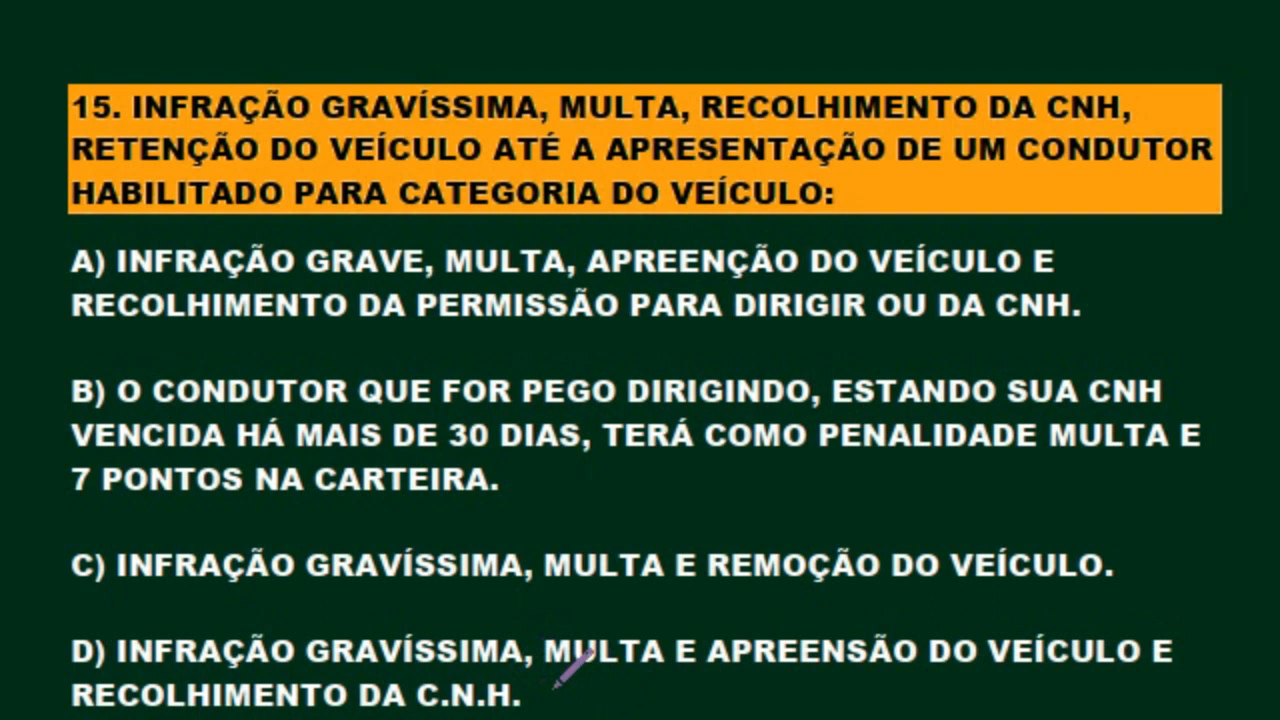 15. INFRAÇÃO GRAVÍSSIMA, MULTA, RECOLHIMENTO DA CNH,
RETENÇÃO DO VEÍCULO ATÉ A APRESENTAÇÃO DE UM CONDUTOR
HABILITADO PARA CATEGORIA DO VEÍCULO:
A) INFRAÇÃO GRAVE, MULTA, APREENÇÃO DO VEÍCULO E
RECOLHIMENTO DA PERMISSÃO PARA DIRIGIR OU DA CNH.
B) O CONDUTOR QUE FOR PEGO DIRIGINDO, ESTANDO SUA CNH
VENCIDA HÁ MAIS DE 30 DIAS, TERÁ COMO PENALIDADE MULTA E
7 PONTOS NA CARTEIRA.
C) INFRAÇÃO GRAVÍSSIMA, MULTA E REMOÇÃO DO VEÍCULO.
D) INFRAÇÃO GRAVÍSSIMA, MULTA E APREENSÃO DO VEÍCULO E
RECOLHIMENTO DA C.N.H.